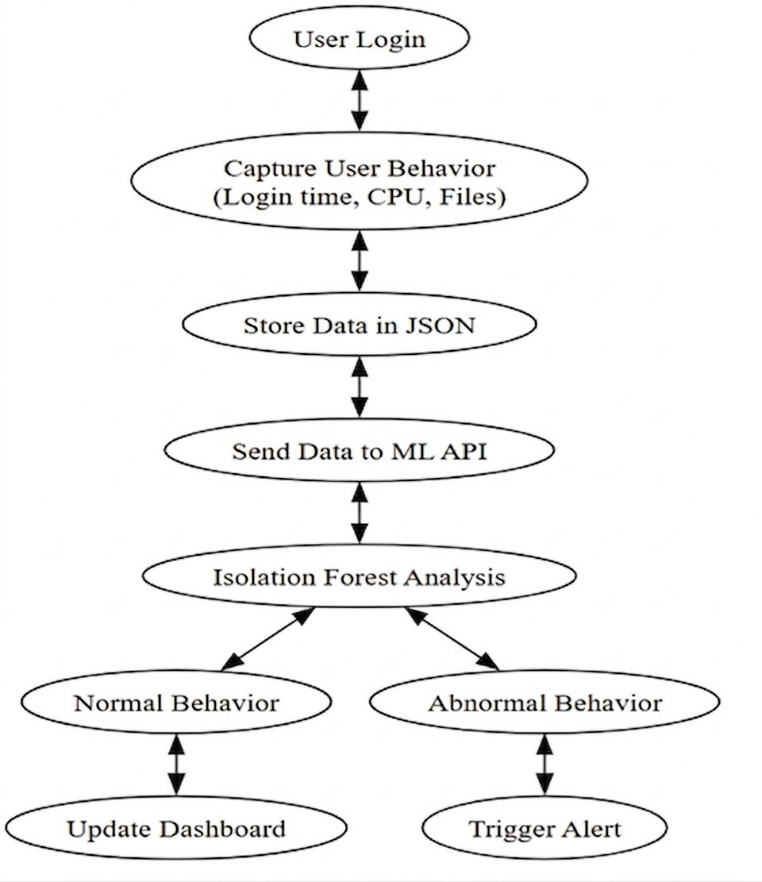 User Login
Capture User Behavior
(Login time, CPU, Files)
Store Data in JSON
Send Data to ML API
Isolation Forest Analysis
Normal Behavior
Abnormal Behavior
Update Dashboard
Trigger Alert